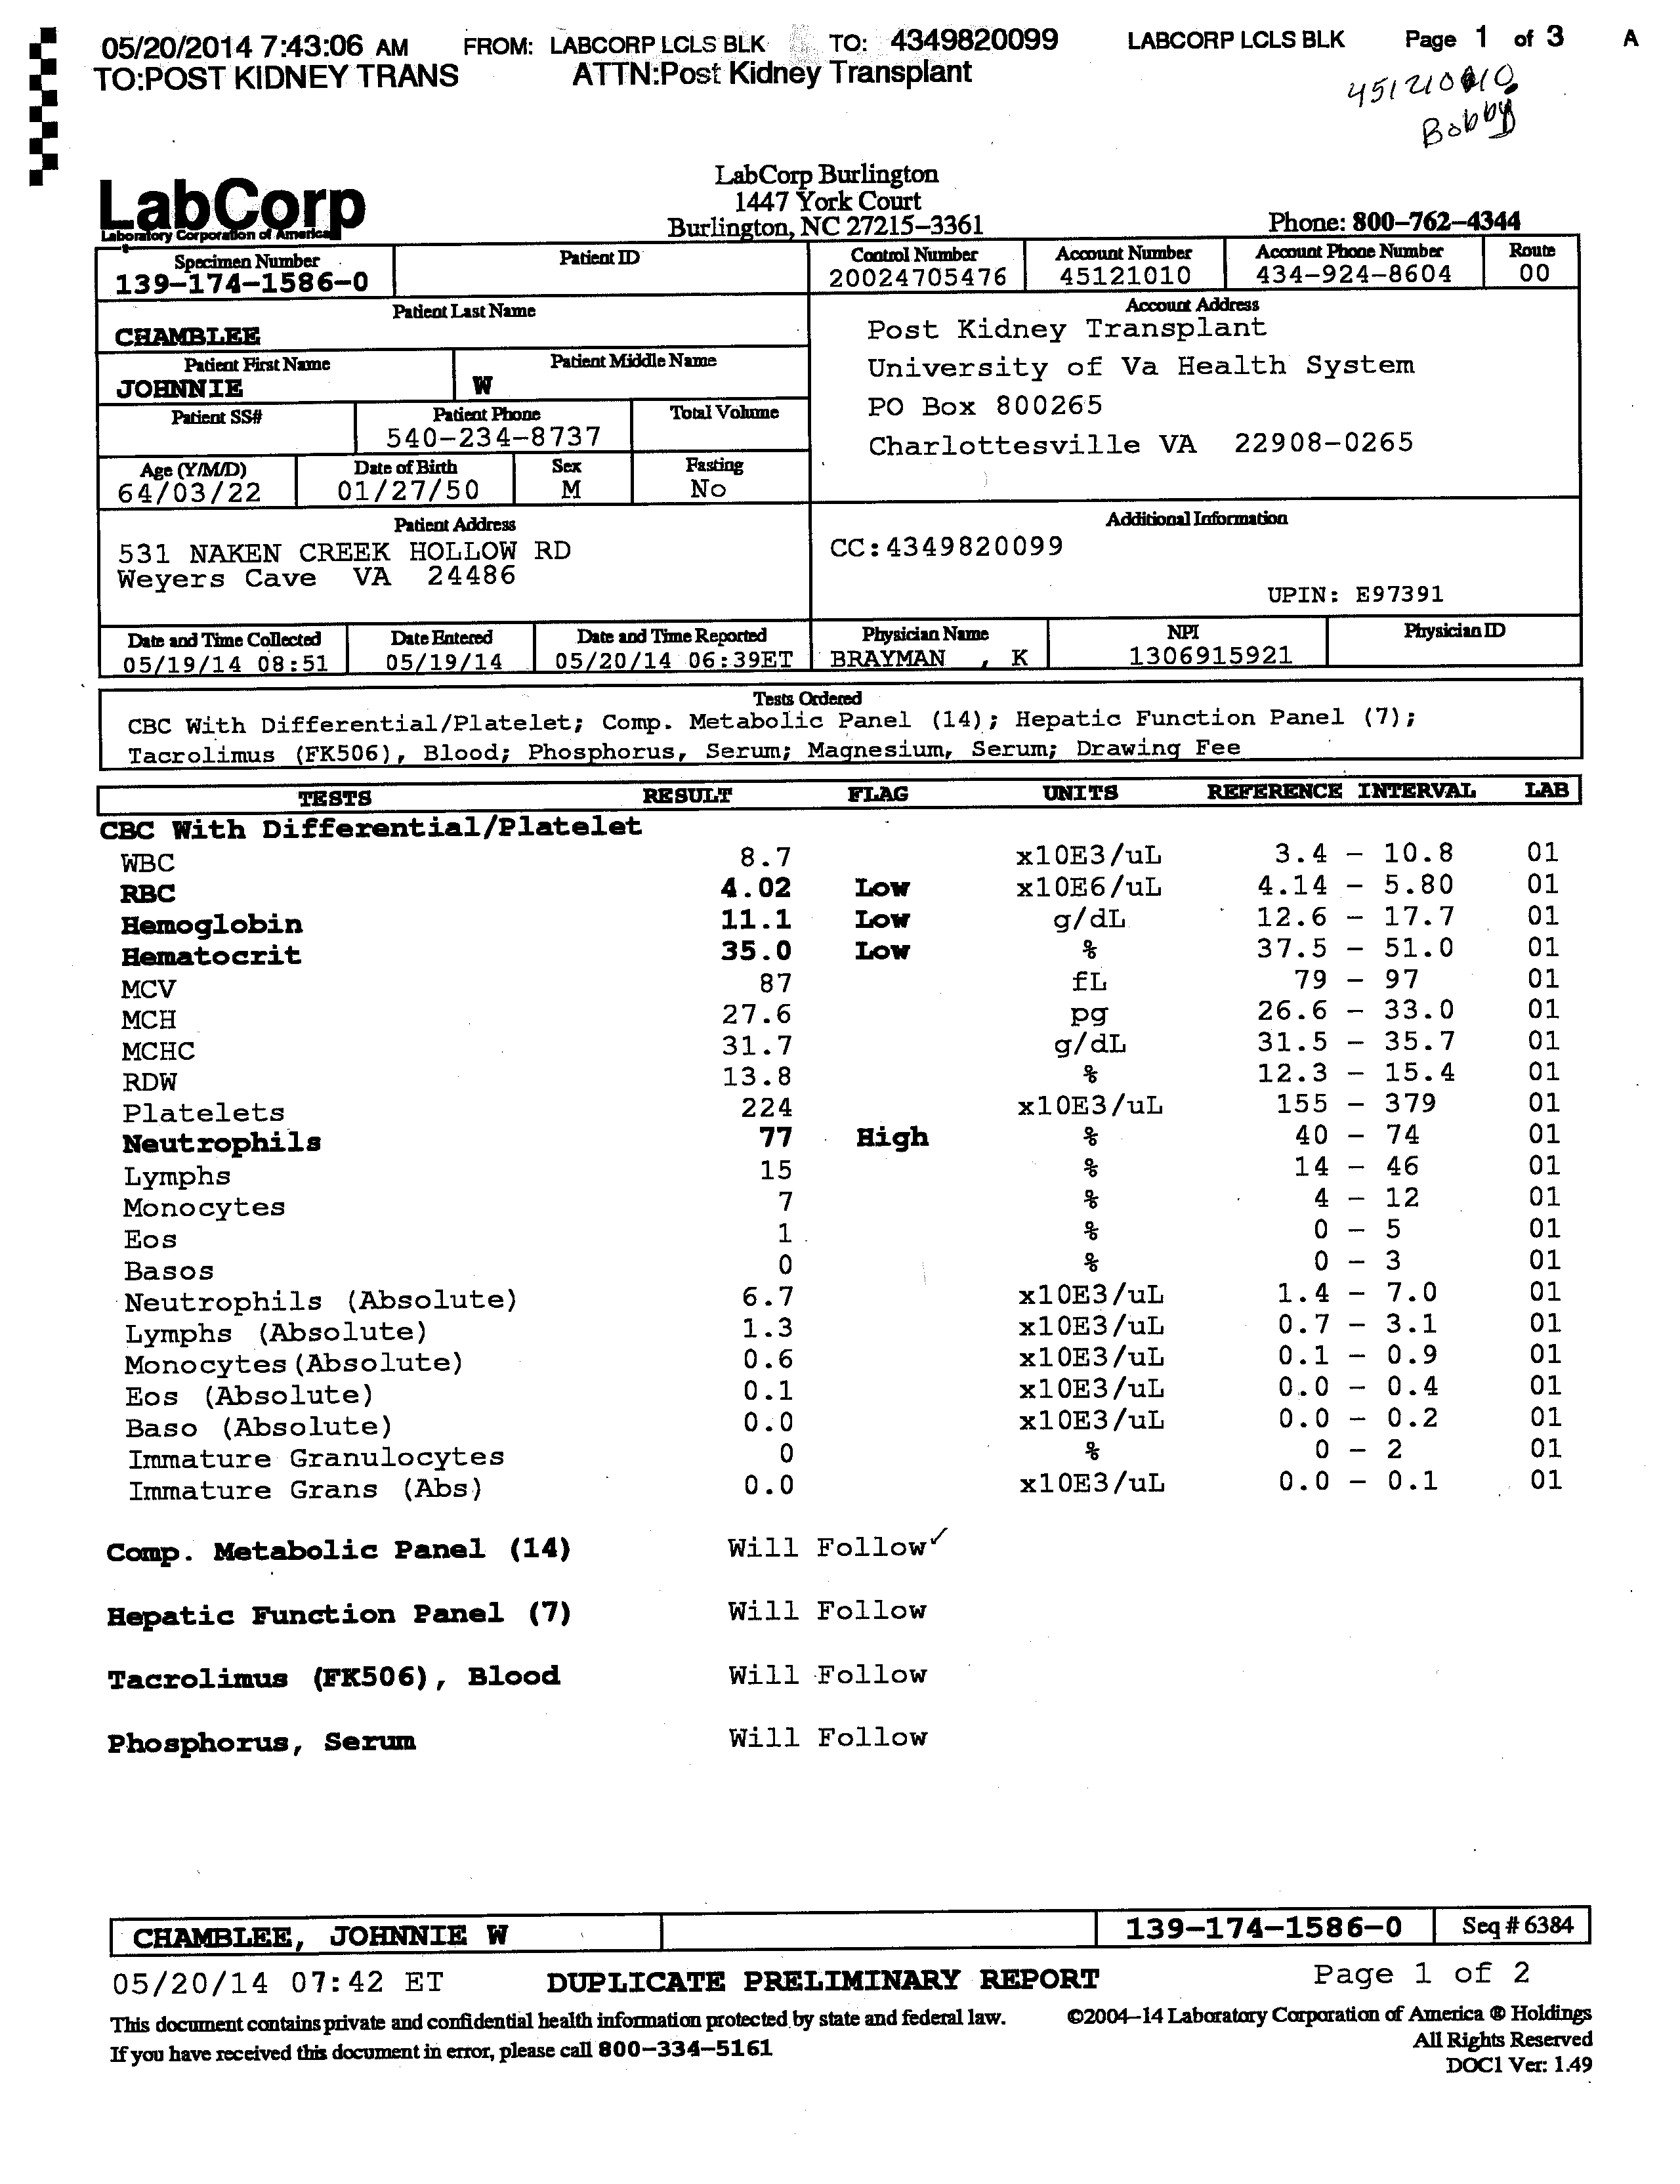 05/20/2014 7:43:06 AM FROM: LABCORP LCLS BLK TO: 4349820099 LABCORP LCLS BLK Page 1 of 3 A
TO:POST KIDNEY TRANS ATTN:Post Kidney Transplant
Bobby
LabCorp
Laboratory Corporation of America
LabCorp Burlington
1447 York Court
Burlington, NC 27215-3361
Phone: 800-762-4344
Specimen Number Patient ID Control Number Account Number Account Phone Number Route
139-174-1586-0 20024705476 45121010 434-924-8604 00
Patient Last Name
CHAMBLEE
Patient First Name Patient Middle Name
JOHNNIE W
Patient SS# Patient Phone Total Volume
540-234-8737
Age (Y/M/D) Date of Birth Sex Fasting
64/03/22 01/27/50 M No
Account Address
Post Kidney Transplant
University of Va Health System
PO Box 800265
Charlottesville VA 22908-0265
Patient Address
531 NAKEN CREEK HOLLOW RD
Weyers Cave VA 24486
Additional Information
CC:4349820099
UPIN: E97391
Date and Time Collected Date Entered Date and Time Reported Physician Name NPI Physician ID
05/19/14 08:51 05/19/14 05/20/14 06:39ET BRAYMAN , K 1306915921
Tests Ordered
CBC With Differential/Platelet; Comp. Metabolic Panel (14); Hepatic Function Panel (7);
Tacrolimus (FK506), Blood; Phosphorus, Serum; Magnesium, Serum; Drawing Fee
TESTS RESULT FLAG UNITS REFERENCE INTERVAL LAB
CBC With Differential/Platelet
WBC 8.7 x10E3/uL 3.4 - 10.8 01
RBC 4.02 Low x10E6/uL 4.14 - 5.80 01
Hemoglobin 11.1 Low g/dL 12.6 - 17.7 01
Hematocrit 35.0 Low % 37.5 - 51.0 01
MCV 87 fL 79 - 97 01
MCH 27.6 pg 26.6 - 33.0 01
MCHC 31.7 g/dL 31.5 - 35.7 01
RDW 13.8 % 12.3 - 15.4 01
Platelets 224 x10E3/uL 155 - 379 01
Neutrophils 77 High % 40 - 74 01
Lymphs 15 % 14 - 46 01
Monocytes 7 % 4 - 12 01
Eos 1 % 0 - 5 01
Basos 0 % 0 - 3 01
Neutrophils (Absolute) 6.7 x10E3/uL 1.4 - 7.0 01
Lymphs (Absolute) 1.3 x10E3/uL 0.7 - 3.1 01
Monocytes(Absolute) 0.6 x10E3/uL 0.1 - 0.9 01
Eos (Absolute) 0.1 x10E3/uL 0.0 - 0.4 01
Baso (Absolute) 0.0 x10E3/uL 0.0 - 0.2 01
Immature Granulocytes 0 % 0 - 2 01
Immature Grans (Abs) 0.0 x10E3/uL 0.0 - 0.1 01
Comp. Metabolic Panel (14) Will Follow ✓
Hepatic Function Panel (7) Will Follow
Tacrolimus (FK506), Blood Will Follow
Phosphorus, Serum Will Follow
CHAMBLEE, JOHNNIE W 139-174-1586-0 Seq # 6384
05/20/14 07:42 ET DUPLICATE PRELIMINARY REPORT Page 1 of 2
This document contains private and confidential health information protected by state and federal law. ©2004-14 Laboratory Corporation of America ® Holdings
If you have received this document in error, please call 800-334-5161 All Rights Reserved
DOC1 Ver: 1.49